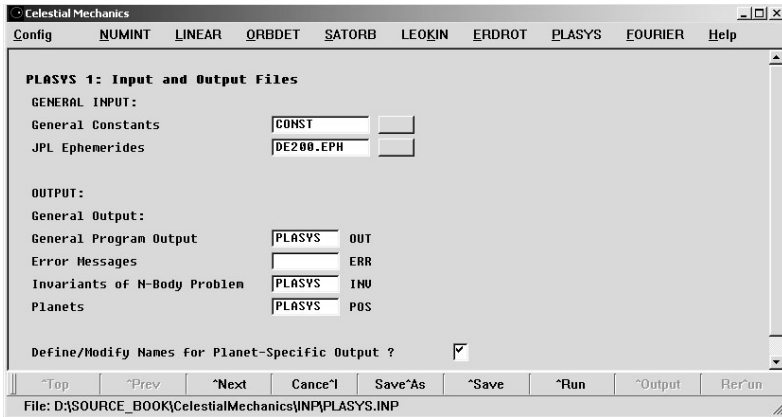 Celestial Mechanics
Config NUMINT LINEAR ORBDET SATORB LEOKIN ERDROT PLASYS FOURIER Help
PLASYS 1: Input and Output Files
GENERAL INPUT:
General Constants CONST
JPL Ephemerides DE200.EPH
OUTPUT:
General Output:
General Program Output PLASYS OUT
Error Messages ERR
Invariants of N-Body Problem PLASYS INV
Planets PLASYS POS
Define/Modify Names for Planet-Specific Output ?
^Top ^Prev ^Next Cance^l Save^As ^Save ^Run ^Output Rer^un
File: D:\SOURCE_BOOK\CelestialMechanics\INP\PLASYS.INP